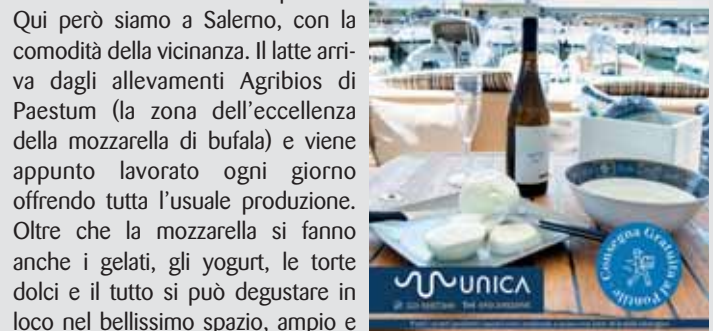 Qui però siamo a Salerno, con la
comodità della vicinanza. Il latte arri-
va dagli allevamenti Agribios di
Paestum (la zona dell'eccellenza
della mozzarella di bufala) e viene
appunto lavorato ogni giorno
offrendo tutta l'usuale produzione.
Oltre che la mozzarella si fanno
anche i gelati, gli yogurt, le torte
dolci e il tutto si può degustare in
loco nel bellissimo spazio, ampio e
UNICA
Consegna Gratuita al Pontile